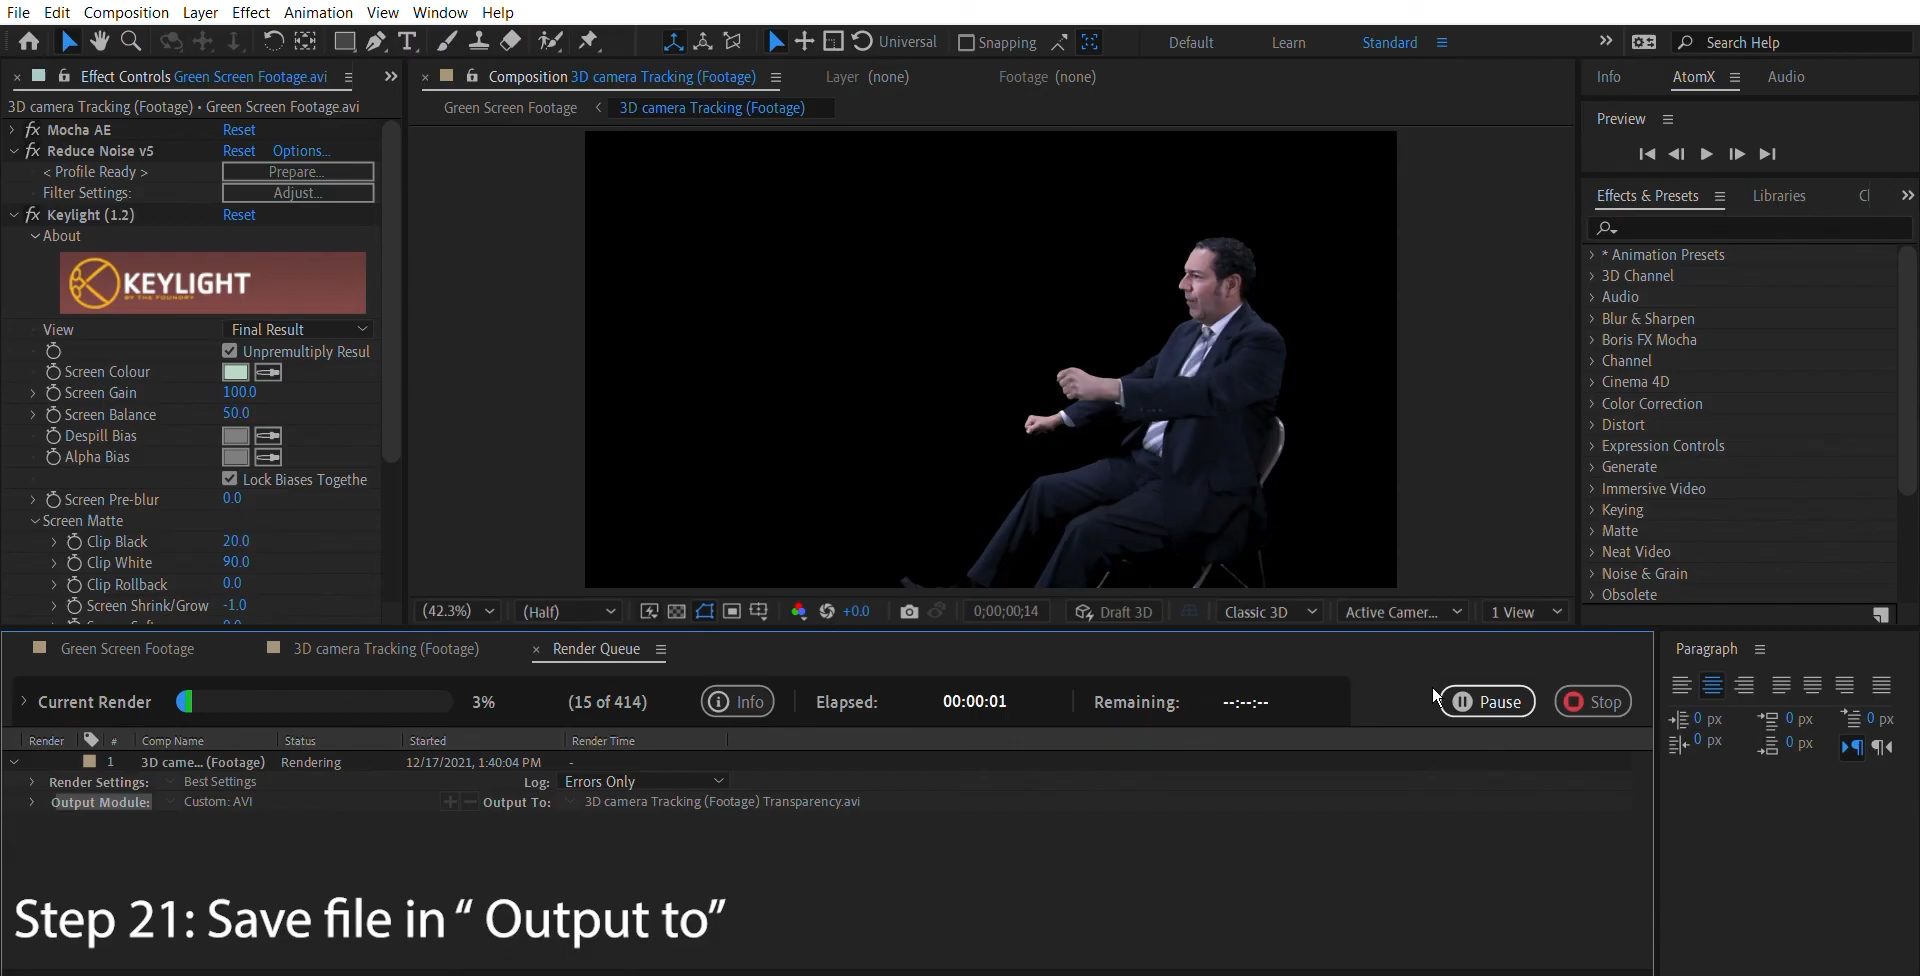 File Edit Composition Layer Effect Animation View Window Help
Universal Snapping Default Learn Standard Search Help
Effect Controls Green Screen Footage.avi
3D camera Tracking (Footage) • Green Screen Footage.avi
fx Mocha AE Reset
fx Reduce Noise v5 Reset Options...
< Profile Ready > Prepare...
Filter Settings: Adjust...
fx Keylight (1.2) Reset
About
KEYLIGHT
BY THE FOUNDRY
View Final Result
Unpremultiply Resul
Screen Colour
Screen Gain 100.0
Screen Balance 50.0
Despill Bias
Alpha Bias
Lock Biases Togethe
Screen Pre-blur 0.0
Screen Matte
Clip Black 20.0
Clip White 90.0
Clip Rollback 0.0
Screen Shrink/Grow -1.0
Composition 3D camera Tracking (Footage) Layer (none) Footage (none)
Green Screen Footage < 3D camera Tracking (Footage)
(42.3%) (Half) +0.0 0;00;00;14 Draft 3D Classic 3D Active Camer... 1 View
Info AtomX Audio
Preview
Effects & Presets Libraries
* Animation Presets
3D Channel
Audio
Blur & Sharpen
Boris FX Mocha
Channel
Cinema 4D
Color Correction
Distort
Expression Controls
Generate
Immersive Video
Keying
Matte
Neat Video
Noise & Grain
Obsolete
Green Screen Footage 3D camera Tracking (Footage) Render Queue
Current Render 3% (15 of 414) Info Elapsed: 00:00:01 Remaining: --:--:-- Pause Stop
Render # Comp Name Status Started Render Time
1 3D came... (Footage) Rendering 12/17/2021, 1:40:04 PM -
Render Settings: Best Settings Log: Errors Only
Output Module: Custom: AVI Output To: 3D camera Tracking (Footage) Transparency.avi
Paragraph
0 px 0 px 0 px
0 px 0 px
Step 21: Save file in “ Output to”